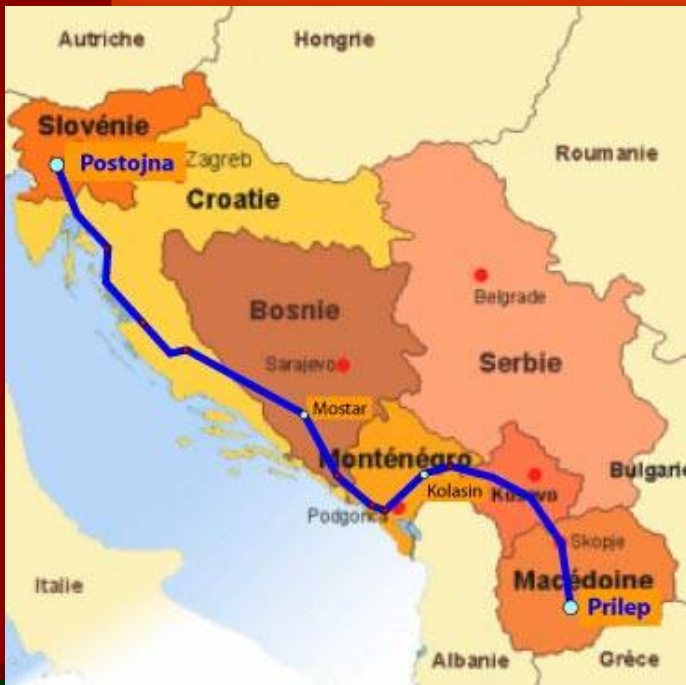 Autriche
Hongrie
Slovénie
Postojna
Zagreb
Roumanie
Croatie
Bosnie
Belgrade
Sarajevo
Serbie
Mostar
Monténégro
Bulgarie
Kolasin
Kosovo
Podgorica
Skopje
Italie
Macédoine
Prilep
Albanie
Grèce